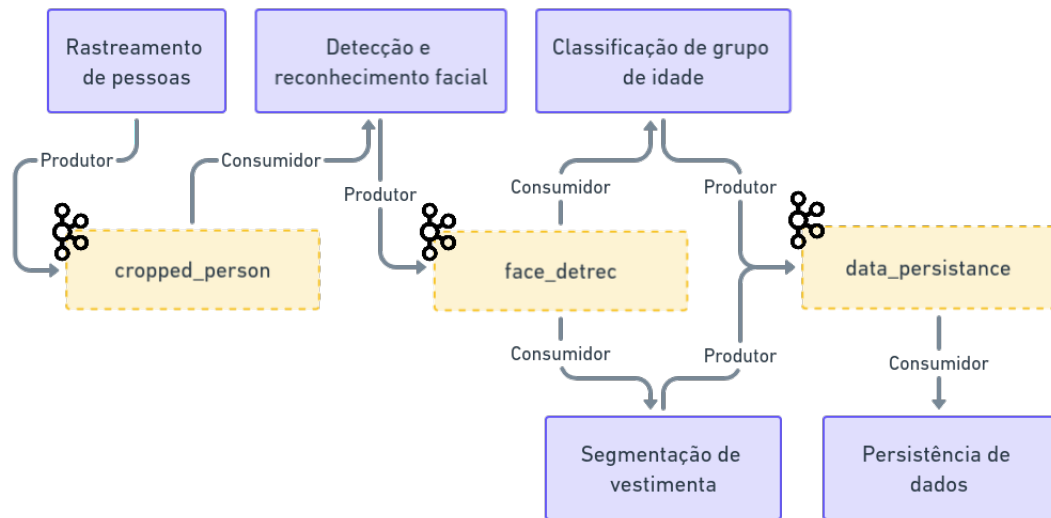 Rastreamento
de pessoas
Detecção e
reconhecimento facial
Classificação de grupo
de idade
Produtor
Consumidor
Produtor
Consumidor
Produtor
cropped_person
face_detrec
data_persistance
Consumidor
Produtor
Consumidor
Segmentação de
vestimenta
Persistência de
dados